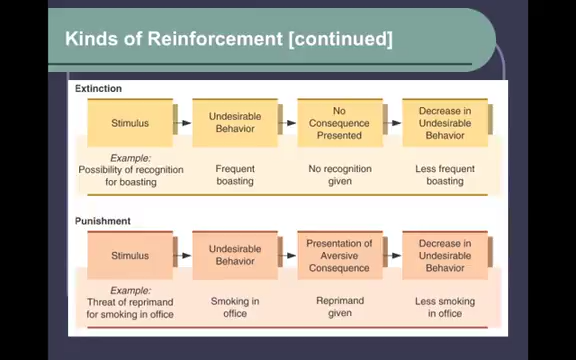 Kinds of Reinforcement [continued]
Extinction
Stimulus
Undesirable
Behavior
No
Consequence
Presented
Decrease in
Undesirable
Behavior
Example:
Possibility of recognition
for boasting
Frequent
boasting
No recognition
given
Less frequent
boasting
Punishment
Stimulus
Undesirable
Behavior
Presentation of
Aversive
Consequence
Decrease in
Undesirable
Behavior
Example:
Threat of reprimand
for smoking in office
Smoking in
office
Reprimand
given
Less smoking
in office